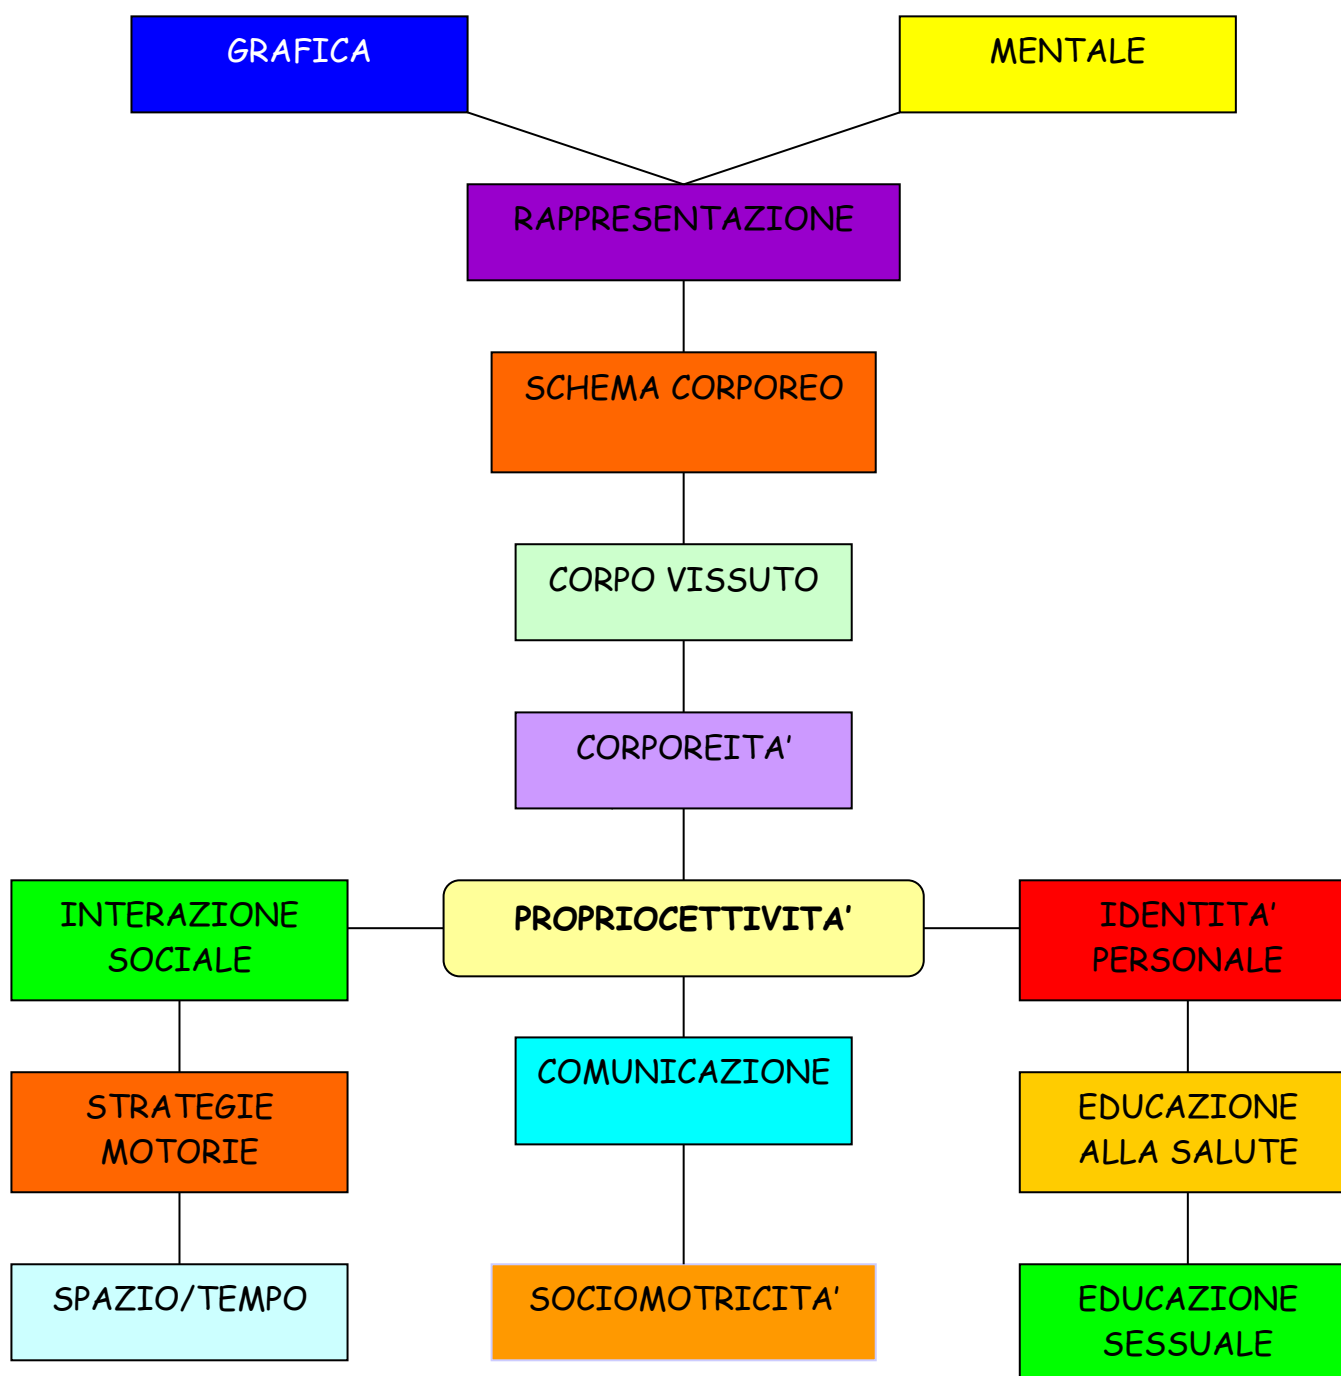 GRAFICA
MENTALE
RAPPRESENTAZIONE
SCHEMA CORPOREO
CORPO VISSUTO
CORPOREITA’
INTERAZIONE
SOCIALE
PROPRIOCETTIVITA’
IDENTITA’
PERSONALE
COMUNICAZIONE
STRATEGIE
MOTORIE
EDUCAZIONE
ALLA SALUTE
SPAZIO/TEMPO
SOCIOMOTRICITA’
EDUCAZIONE
SESSUALE